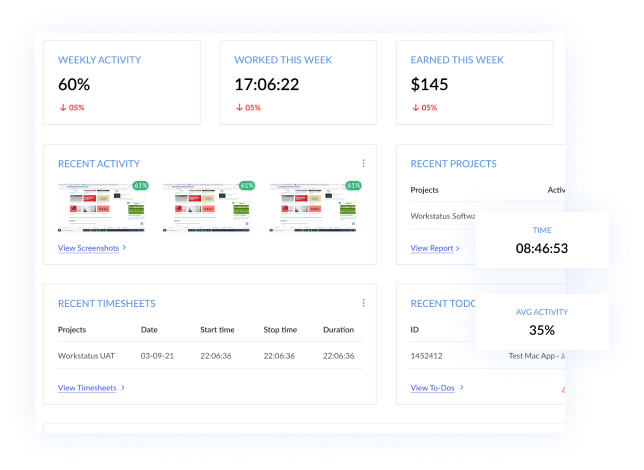 WEEKLY ACTIVITY
60%
↓ 05%
WORKED THIS WEEK
17:06:22
↓ 05%
EARNED THIS WEEK
$145
↓ 05%
RECENT ACTIVITY
61%
61%
61%
View Screenshots >
RECENT PROJECTS
Projects Activ
Workstatus Softwa
View Report >
TIME
08:46:53
RECENT TIMESHEETS
Projects Date Start time Stop time Duration
Workstatus UAT 03-09-21 22:06:36 22:06:36 22:06:36
View Timesheets >
RECENT TODO
ID
1452412 Test Mac App - Ja
View To-Dos >
AVG ACTIVITY
35%